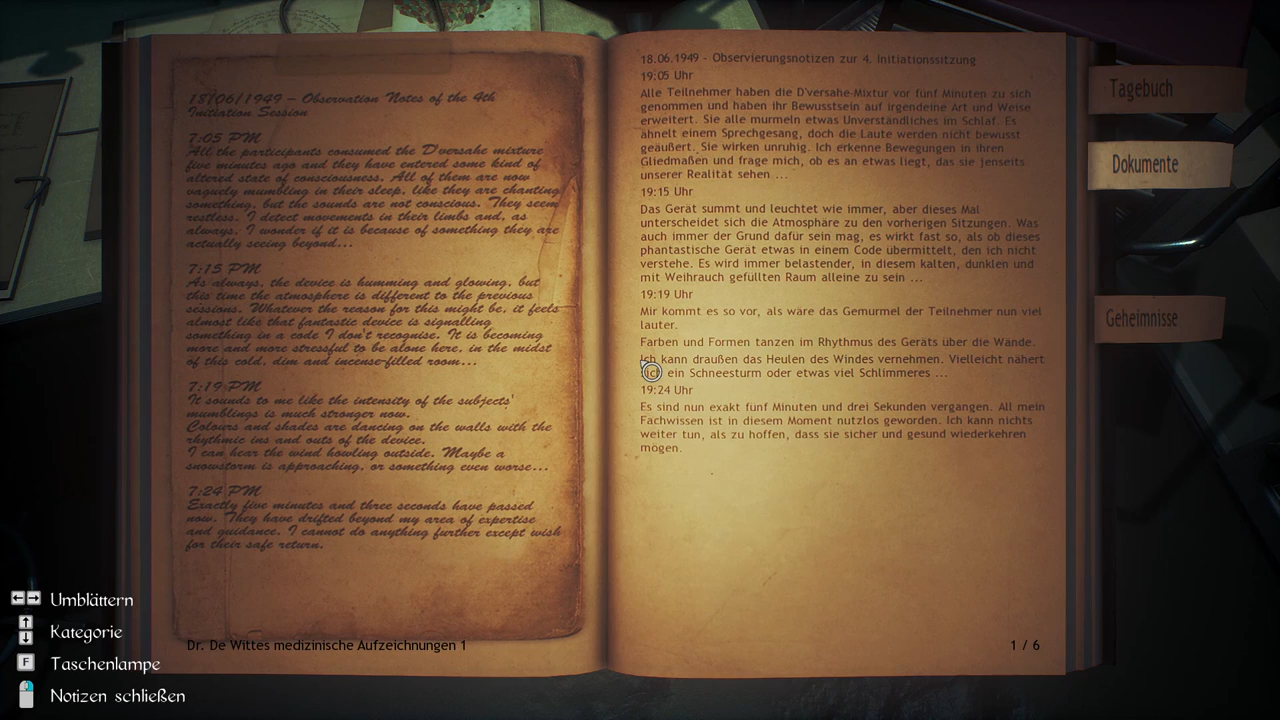 18/06/1949 – Observation Notes of the 4th
Initiation Session
7:05 PM
All the participants consumed the D'versahe mixture
five minutes ago and they have entered some kind of
altered state of consciousness. All of them are now
vaguely mumbling in their sleep, like they are chanting
something, but the sounds are not conscious. They seem
restless. I detect movements in their limbs and, as
always, I wonder if it is because of something they are
actually seeing beyond...
7:15 PM
As always, the device is humming and glowing, but
this time the atmosphere is different to the previous
sessions. Whatever the reason for this might be, it feels
almost like that fantastic device is signalling
something in a code I don't recognise. It is becoming
more and more stressful to be alone here, in the midst
of this cold, dim and incense-filled room...
7:19 PM
It sounds to me like the intensity of the subjects'
mumblings is much stronger now.
Colours and shades are dancing on the walls with the
rhythmic ins and outs of the device.
I can hear the wind howling outside. Maybe a
snowstorm is approaching, or something even worse...
7:24 PM
Exactly five minutes and three seconds have passed
now. They have drifted beyond my area of expertise
and guidance. I cannot do anything further except wish
for their safe return.
Dr. De Wittes medizinische Aufzeichnungen 1
18.06.1949 - Observierungsnotizen zur 4. Initiationssitzung
19:05 Uhr
Alle Teilnehmer haben die D'versahe-Mixtur vor fünf Minuten zu sich
genommen und haben ihr Bewusstsein auf irgendeine Art und Weise
erweitert. Sie alle murmeln etwas Unverständliches im Schlaf. Es
ähnelt einem Sprechgesang, doch die Laute werden nicht bewusst
geäußert. Sie wirken unruhig. Ich erkenne Bewegungen in ihren
Gliedmaßen und frage mich, ob es an etwas liegt, das sie jenseits
unserer Realität sehen ...
19:15 Uhr
Das Gerät summt und leuchtet wie immer, aber dieses Mal
unterscheidet sich die Atmosphäre zu den vorherigen Sitzungen. Was
auch immer der Grund dafür sein mag, es wirkt fast so, als ob dieses
phantastische Gerät etwas in einem Code übermittelt, den ich nicht
verstehe. Es wird immer belastender, in diesem kalten, dunklen und
mit Weihrauch gefüllten Raum alleine zu sein ...
19:19 Uhr
Mir kommt es so vor, als wäre das Gemurmel der Teilnehmer nun viel
lauter.
Farben und Formen tanzen im Rhythmus des Geräts über die Wände.
Ich kann draußen das Heulen des Windes vernehmen. Vielleicht nähert
sich ein Schneesturm oder etwas viel Schlimmeres ...
19:24 Uhr
Es sind nun exakt fünf Minuten und drei Sekunden vergangen. All mein
Fachwissen ist in diesem Moment nutzlos geworden. Ich kann nichts
weiter tun, als zu hoffen, dass sie sicher und gesund wiederkehren
mögen.
1 / 6
Tagebuch
Dokumente
Geheimnisse
Umblättern
Kategorie
F Taschenlampe
Notizen schließen